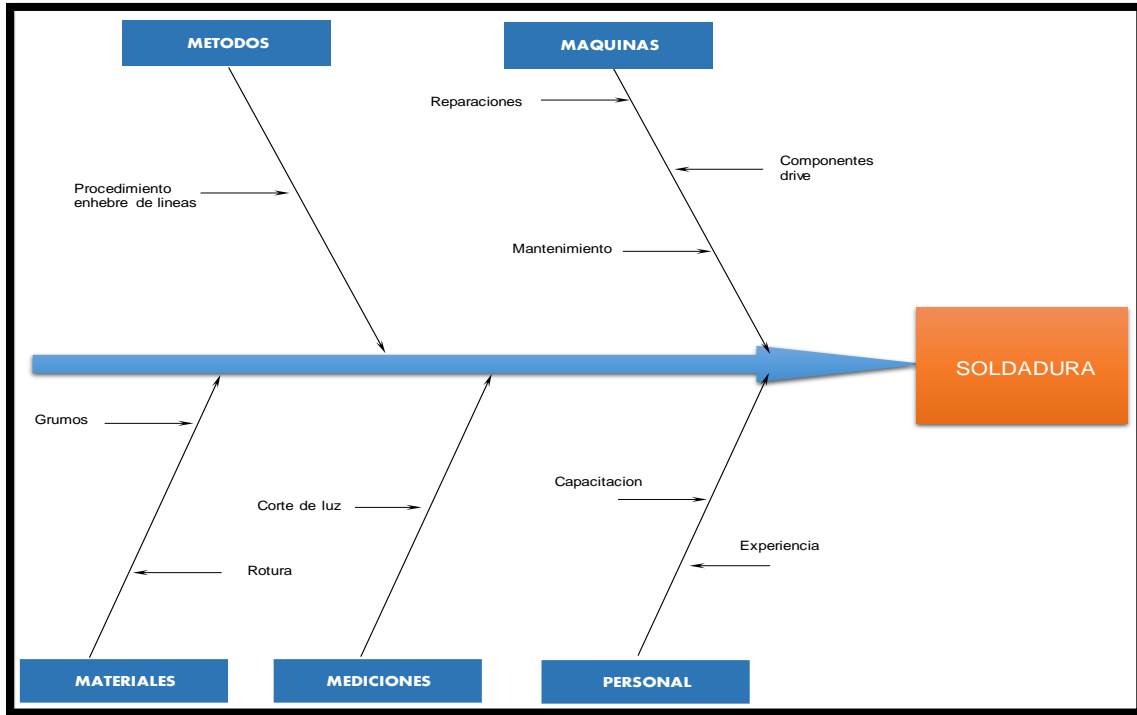 METODOS
MAQUINAS
Reparaciones
Componentes
drive
Procedimiento
enhebre de lineas
Mantenimiento
SOLDADURA
Grumos
Capacitacion
Corte de luz
Experiencia
Rotura
MATERIALES
MEDICIONES
PERSONAL